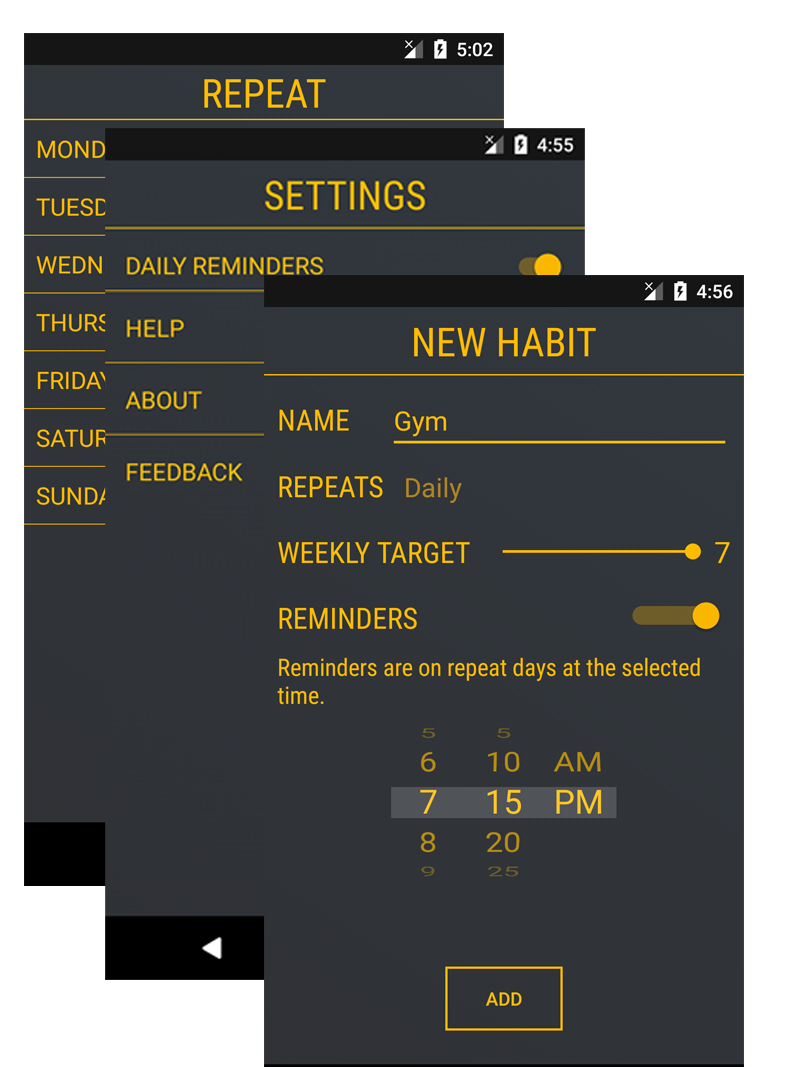 5:02
REPEAT
MOND
TUESD
WEDN
THURS
FRIDAY
SATUR
SUNDA
4:55
SETTINGS
DAILY REMINDERS
HELP
ABOUT
FEEDBACK
4:56
NEW HABIT
NAME Gym
REPEATS Daily
WEEKLY TARGET 7
REMINDERS
Reminders are on repeat days at the selected
time.
5 5
6 10 AM
7 15 PM
8 20
9 25
ADD